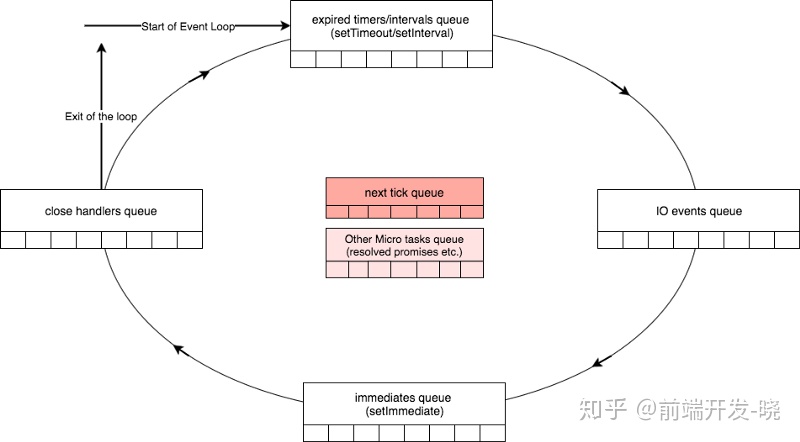 Start of Event Loop
expired timers/intervals queue
(setTimeout/setInterval)
Exit of the loop
close handlers queue
next tick queue
Other Micro tasks queue
(resolved promises etc.)
IO events queue
immediates queue
(setImmediate)
知乎 @前端开发-晓